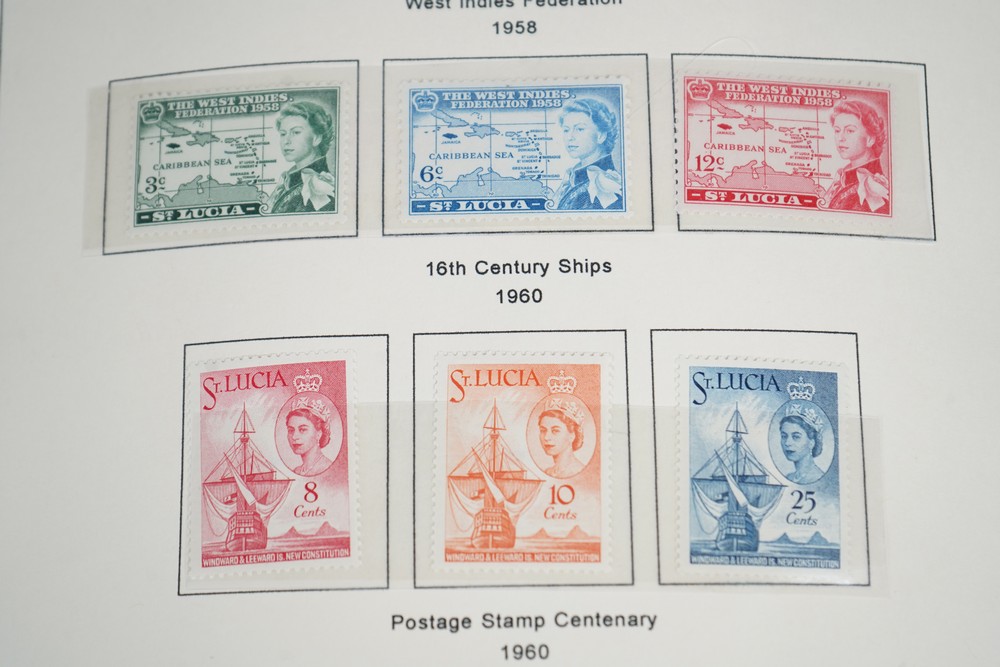 West Indies Federation
1958
THE WEST INDIES
FEDERATION 1958
JAMAICA
CARIBBEAN SEA
3c
-ST LUCIA-
THE WEST INDIES
FEDERATION 1958
JAMAICA
CARIBBEAN SEA
6c
-ST LUCIA-
THE WEST INDIES
FEDERATION 1958
JAMAICA
CARIBBEAN SEA
12c
-ST LUCIA-
16th Century Ships
1960
ST. LUCIA
8
Cents
WINDWARD & LEEWARD IS. NEW CONSTITUTION
ST. LUCIA
10
Cents
WINDWARD & LEEWARD IS. NEW CONSTITUTION
ST. LUCIA
25
Cents
WINDWARD & LEEWARD IS. NEW CONSTITUTION
Postage Stamp Centenary
1960